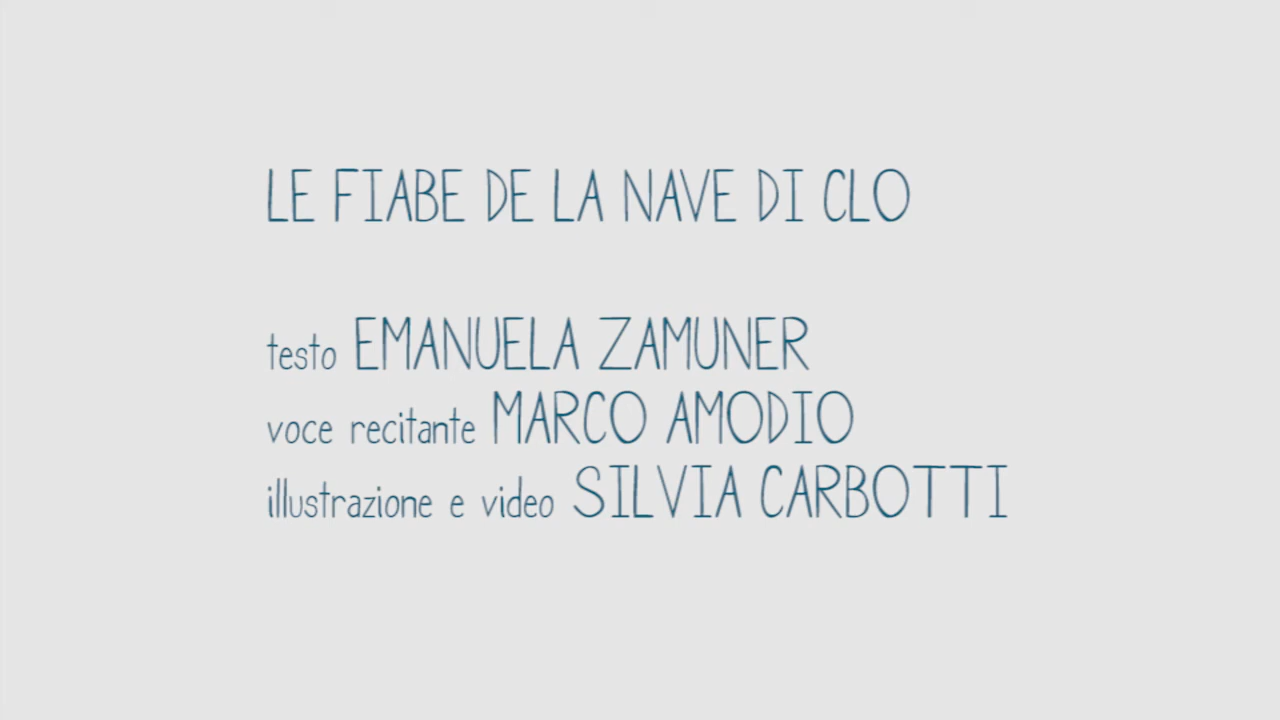 LE FIABE DE LA NAVE DI CLO
testo EMANUELA ZAMUNER
voce recitante MARCO AMODIO
illustrazione e video SILVIA CARBOTTI